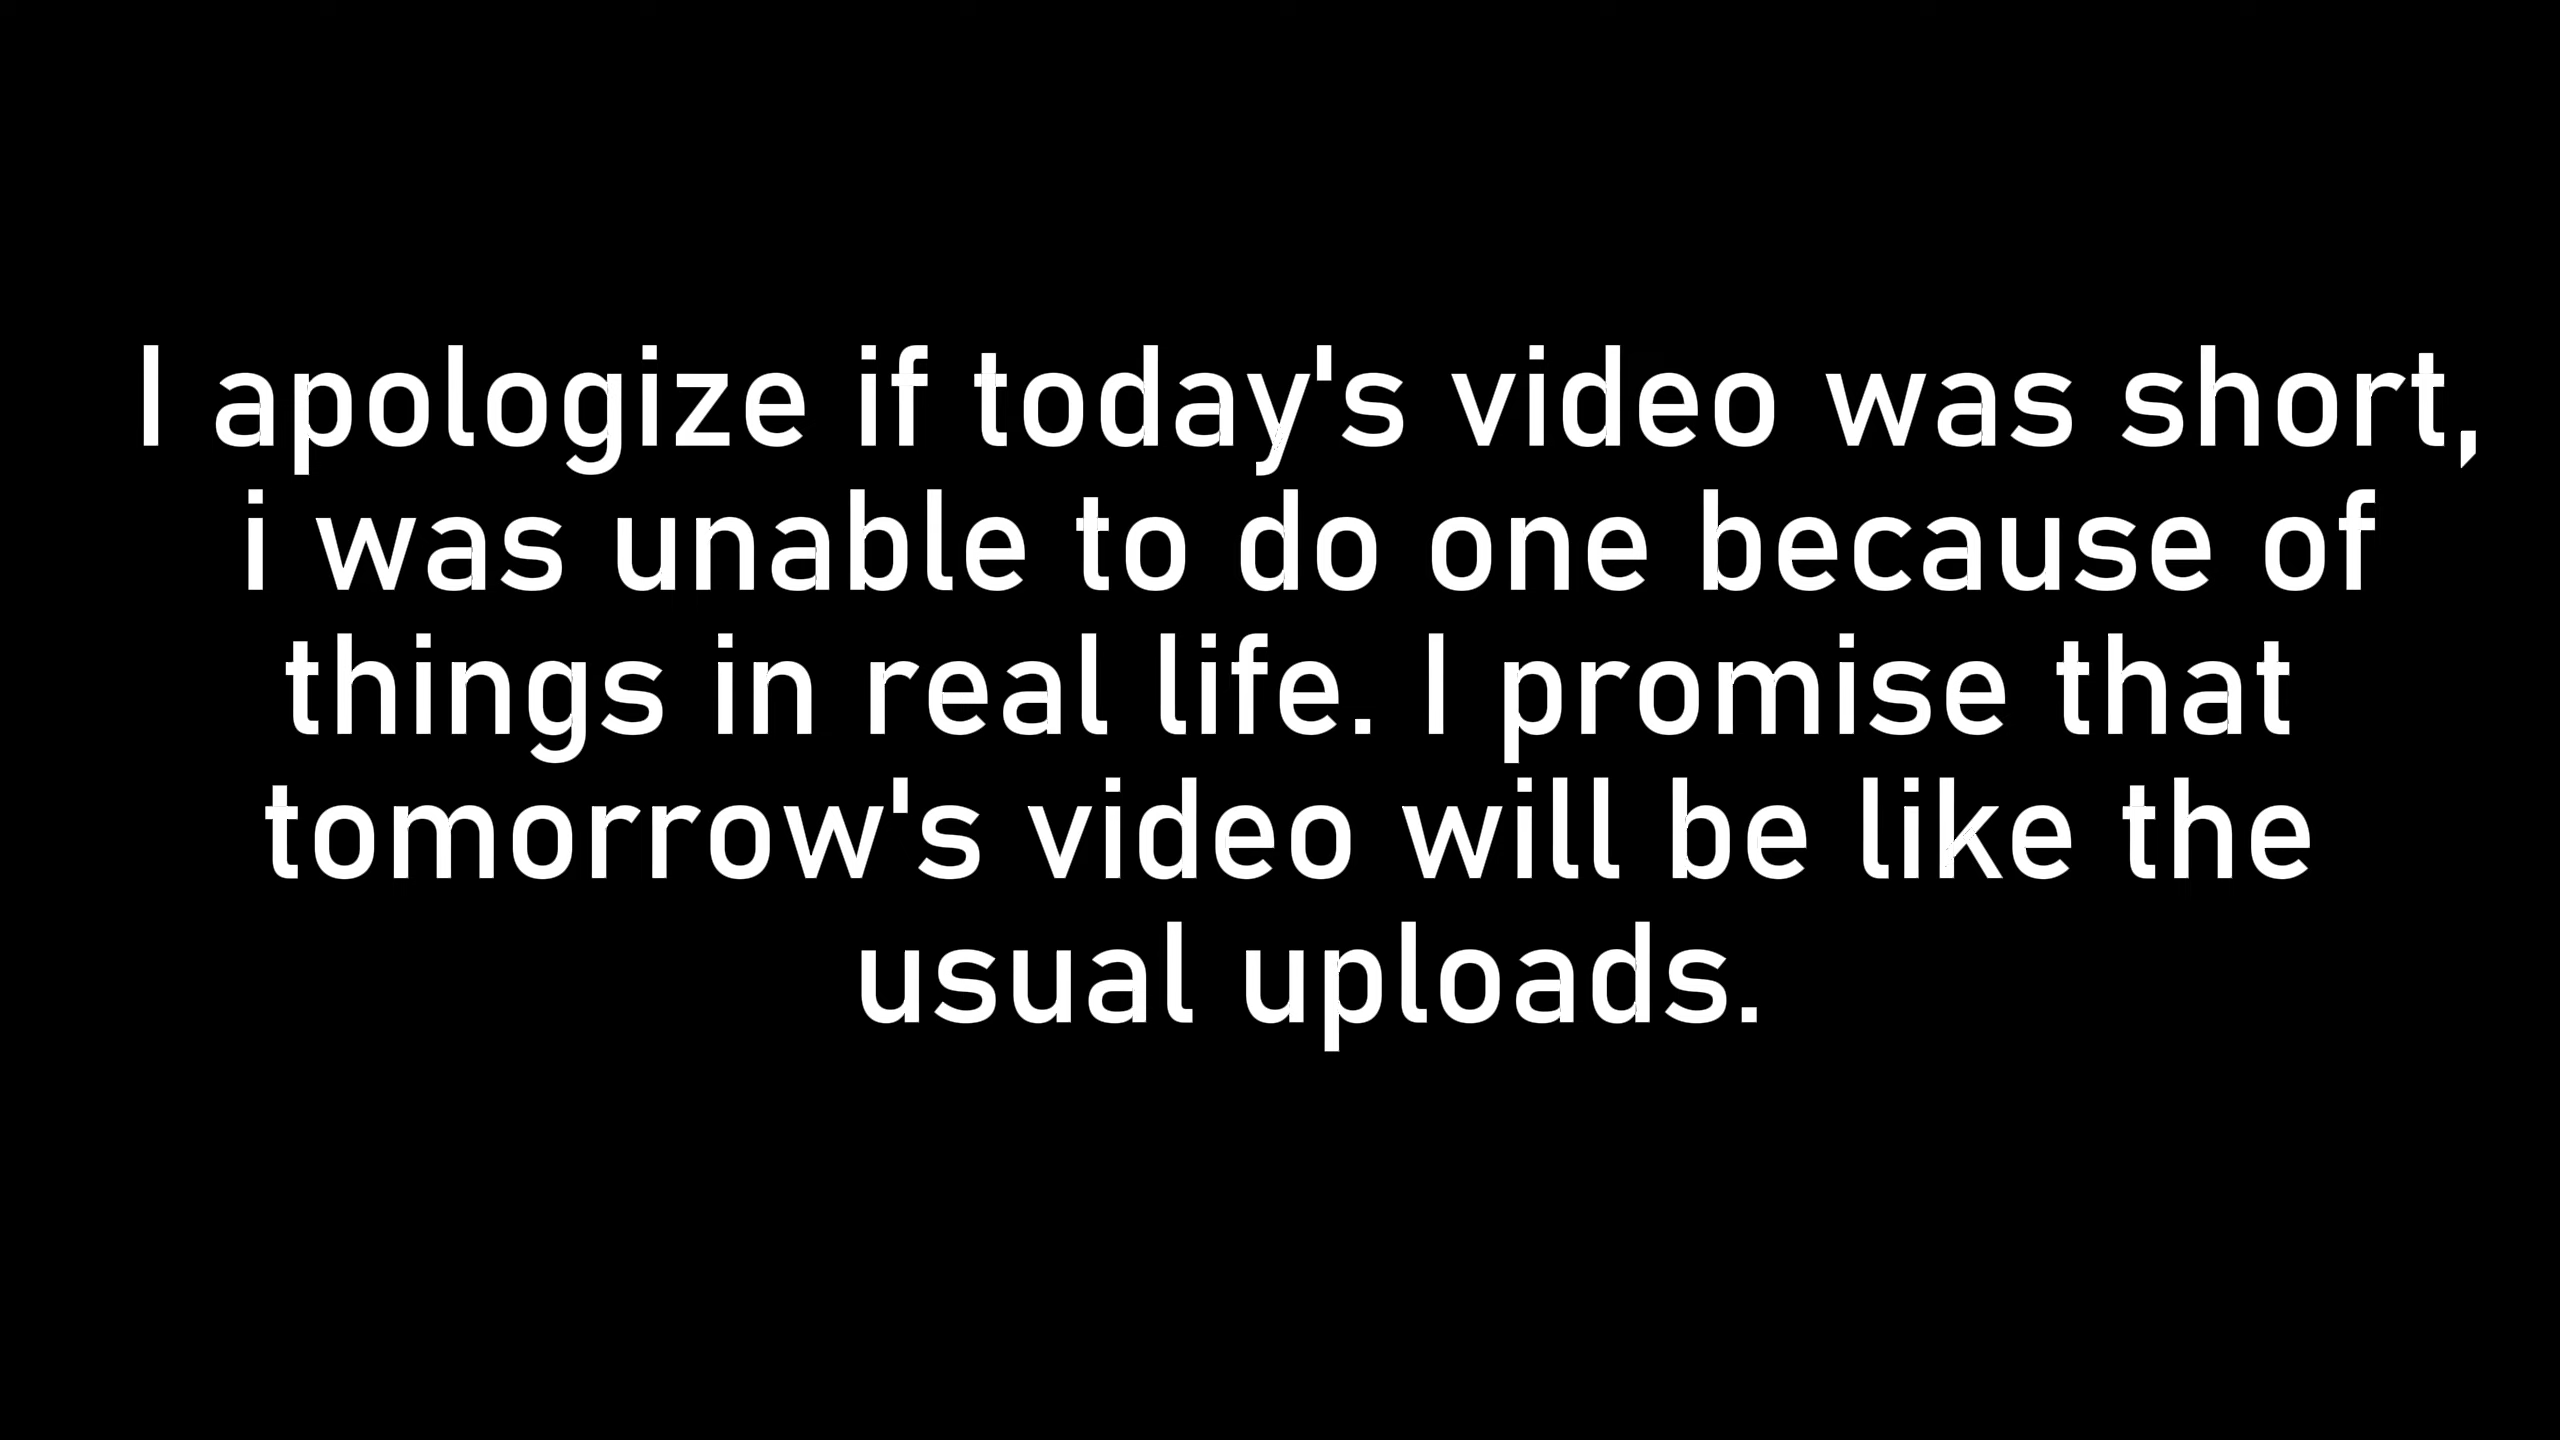 I apologize if today's video was short,
i was unable to do one because of
things in real life. I promise that
tomorrow's video will be like the
usual uploads.